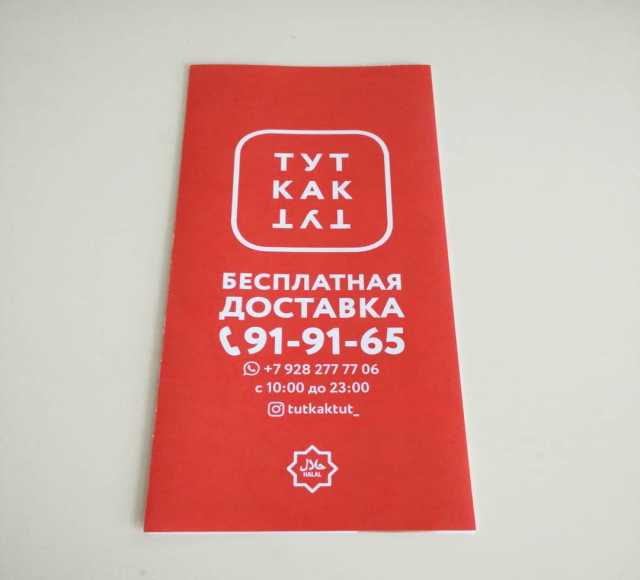 ТУТ
КАК
ТУТ
БЕСПЛАТНАЯ
ДОСТАВКА
91-91-65
+7 928 277 77 06
с 10:00 до 23:00
tutkaktut_
حلال
HALAL